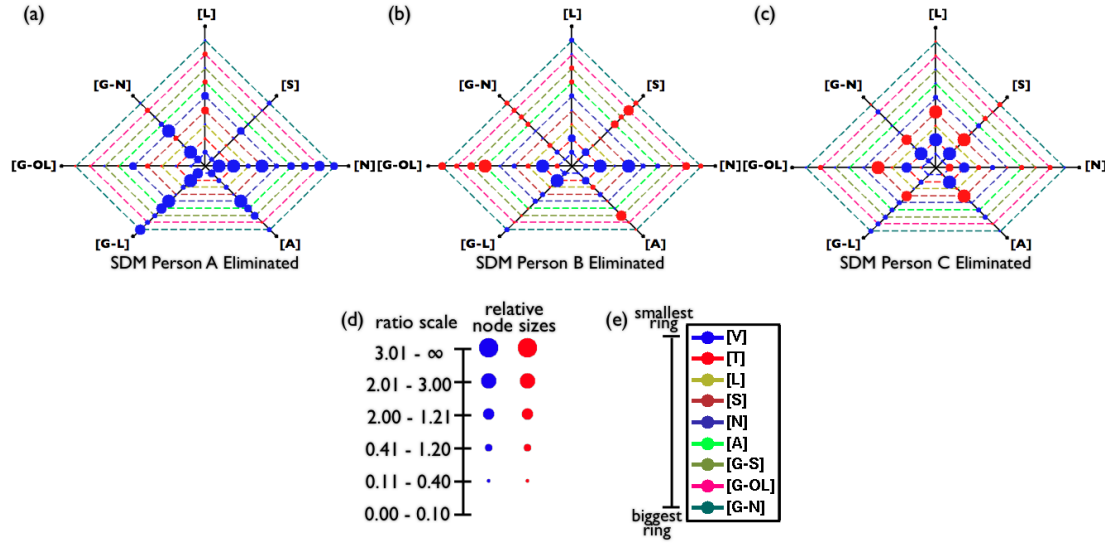 (a)
[L]
[G-N]
[S]
[G-OL]
[N]
[G-L]
[A]
SDM Person A Eliminated
(b)
[L]
[G-N]
[S]
[G-OL]
[N]
[G-L]
[A]
SDM Person B Eliminated
(c)
[L]
[G-N]
[S]
[G-OL]
[N]
[G-L]
[A]
SDM Person C Eliminated
(d)
ratio scale
relative
node sizes
3.01 - ∞
2.01 - 3.00
2.00 - 1.21
0.41 - 1.20
0.11 - 0.40
0.00 - 0.10
(e)
smallest
ring
biggest
ring
[V]
[T]
[L]
[S]
[N]
[A]
[G-S]
[G-OL]
[G-N]